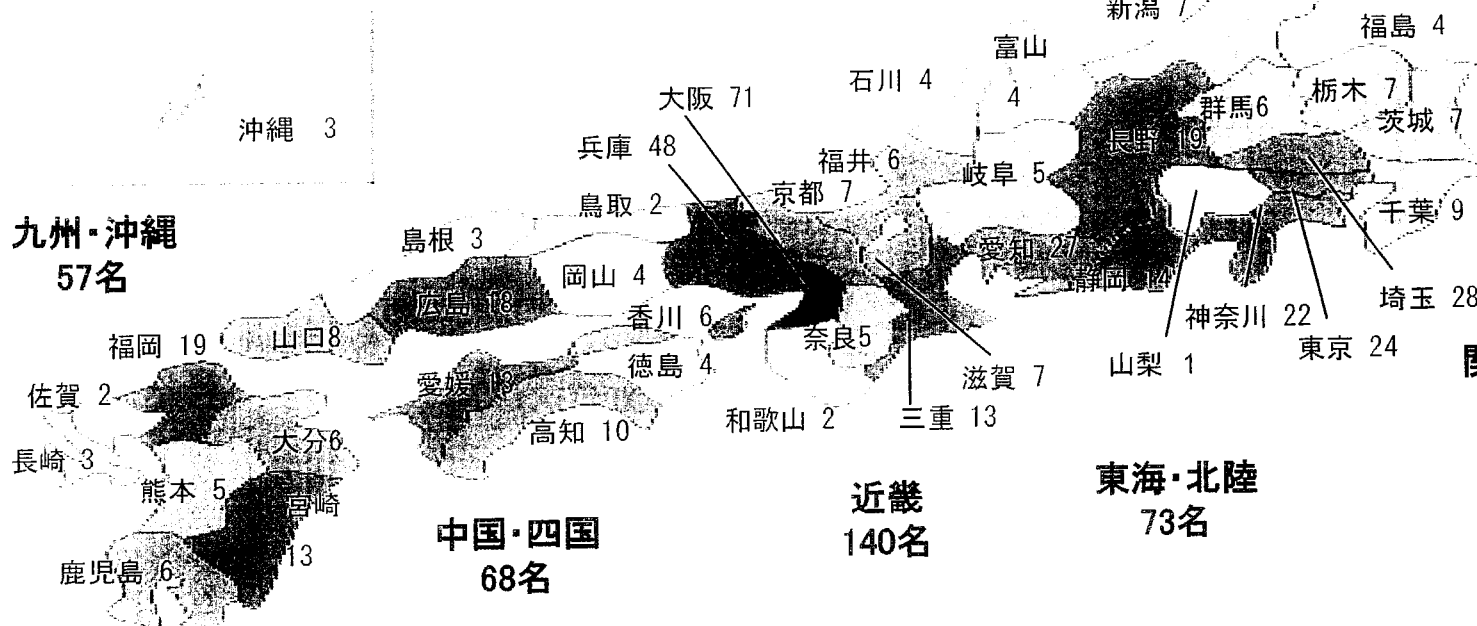 新潟 7
福島 4
富山
4
石川 4
栃木 7
大阪 71
群馬6
茨城 7
沖縄 3
長野 19
兵庫 48
福井 6
岐阜 5
京都 7
鳥取 2
千葉 9
九州・沖縄
57名
島根 3
愛知 27
岡山 4
埼玉 28
広島 18
香川 6
神奈川 22
福岡 19
山口8
奈良5
東京 24
徳島 4
山梨 1
滋賀 7
佐賀 2
愛媛 13
和歌山 2
三重 13
高知 10
大分6
長崎 3
熊本 5
宮崎
13
近畿
140名
東海・北陸
73名
中国・四国
68名
鹿児島 6
静岡